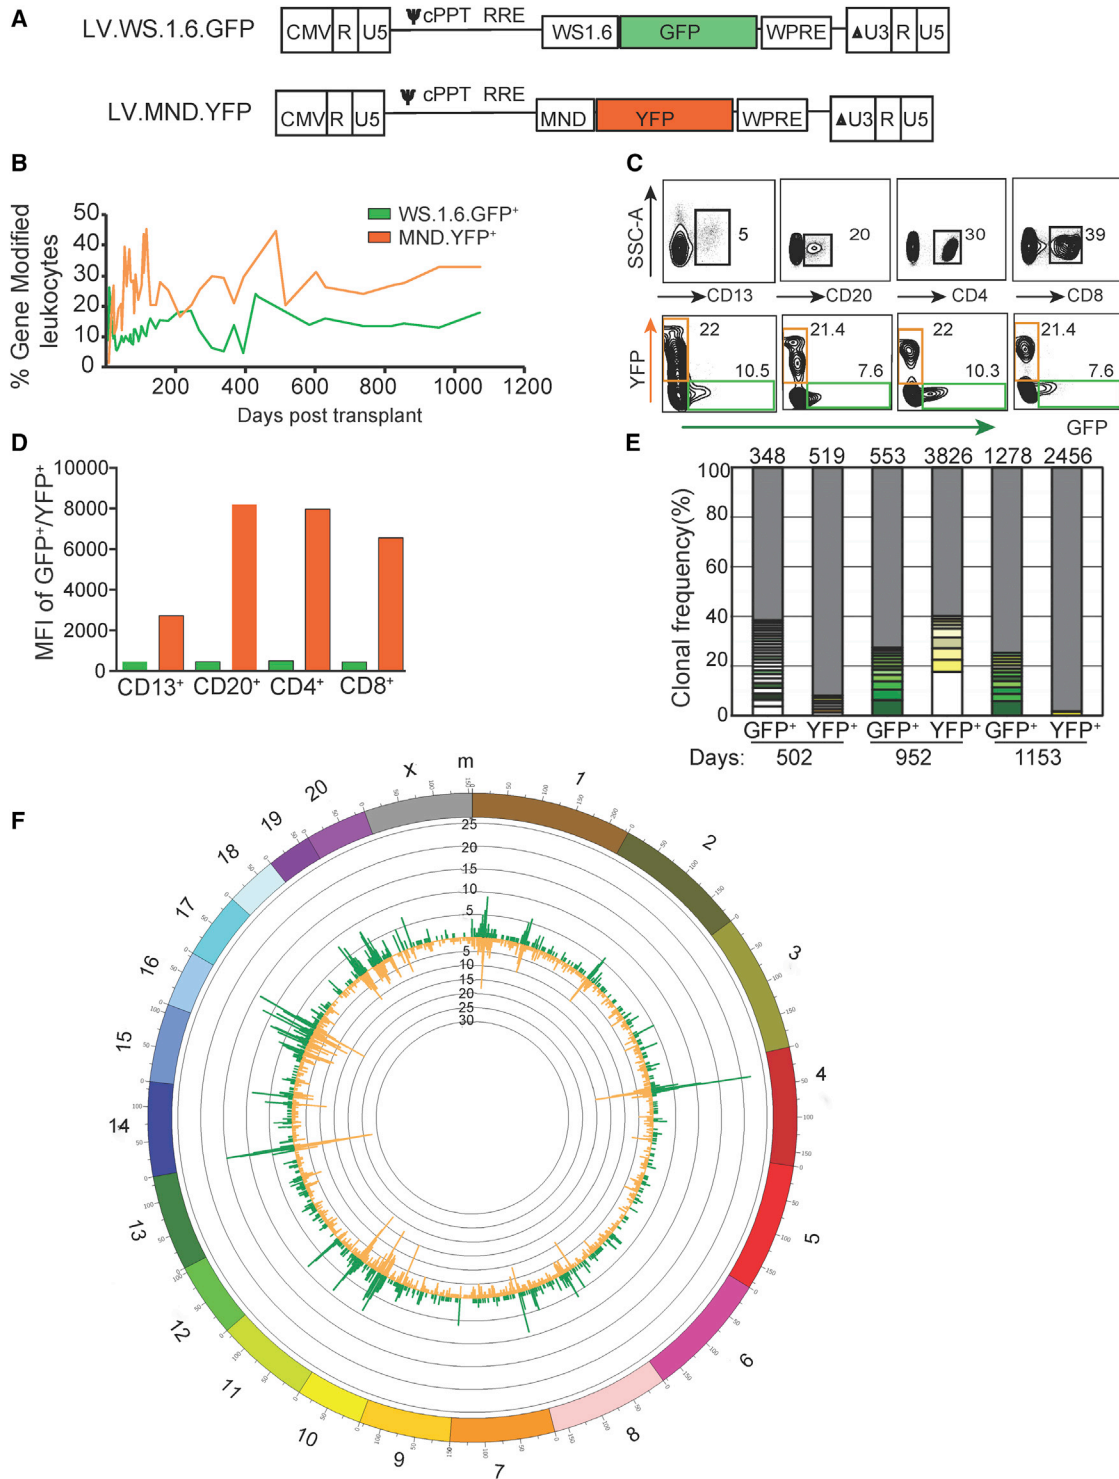 A
LV.WS.1.6.GFP
CMV R U5
Ψ cPPT RRE
WS1.6 GFP WPRE
▲U3 R U5
LV.MND.YFP
CMV R U5
Ψ cPPT RRE
MND YFP WPRE
▲U3 R U5
B
% Gene Modified
leukocytes
50
40
30
20
10
0
200 400 600 800 1000 1200
Days post transplant
WS.1.6.GFP⁺
MND.YFP⁺
C
SSC-A
5 20 30 39
CD13 CD20 CD4 CD8
YFP
22 21.4 22 21.4
10.5 7.6 10.3 7.6
GFP
D
MFI of GFP⁺/YFP⁺
10000
8000
6000
4000
2000
0
CD13⁺ CD20⁺ CD4⁺ CD8⁺
E
348 519 553 3826 1278 2456
Clonal frequency(%)
100
80
60
40
20
0
GFP⁺ YFP⁺ GFP⁺ YFP⁺ GFP⁺ YFP⁺
Days: 502 952 1153
F
m
1
2
3
4
5
6
8
7
9
10
11
12
13
14
15
16
17
18
19
20
X
25
20
15
10
5
5
10
15
20
25
30